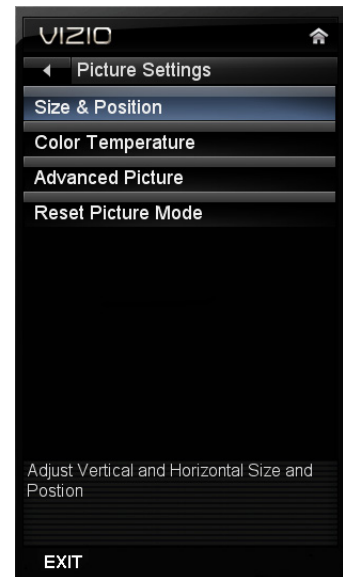 VIZIO
Picture Settings
Size & Position
Color Temperature
Advanced Picture
Reset Picture Mode
Adjust Vertical and Horizontal Size and
Postion
EXIT